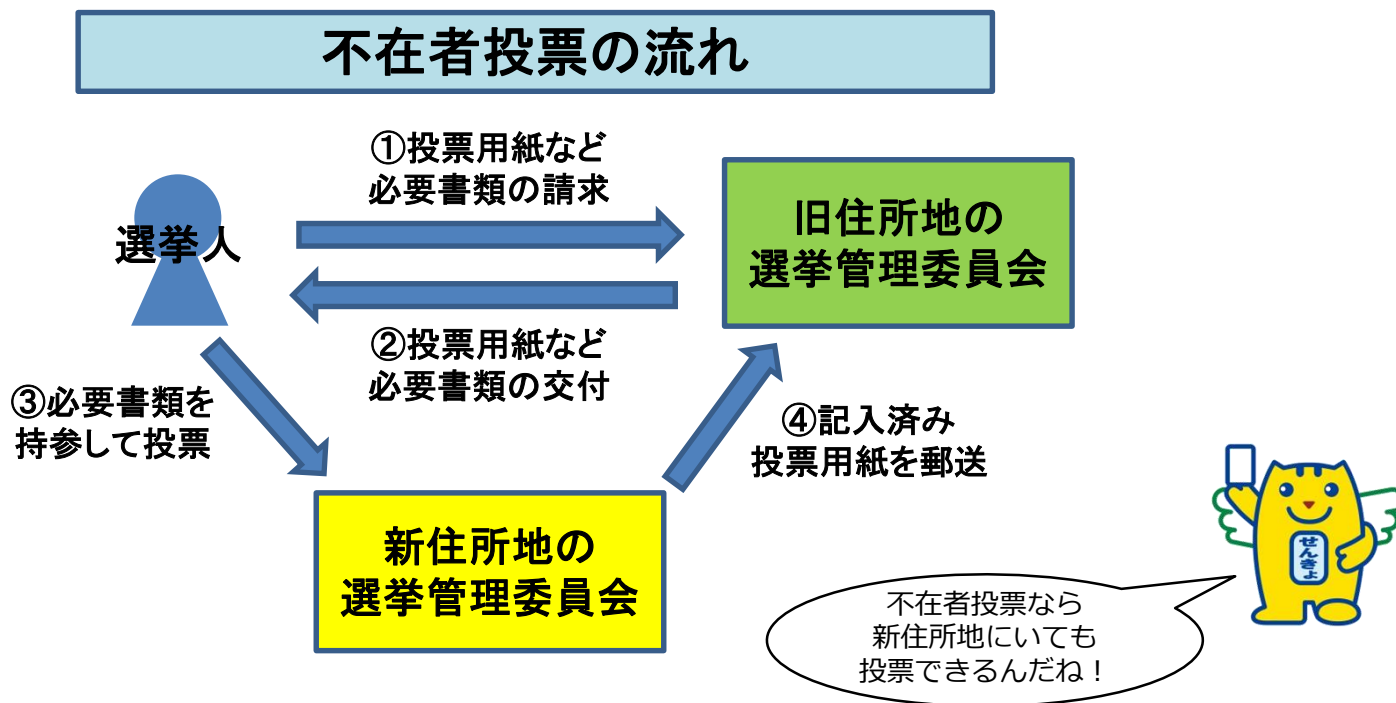 不在者投票の流れ
①投票用紙など
必要書類の請求
選挙人
旧住所地の
選挙管理委員会
②投票用紙など
必要書類の交付
③必要書類を
持参して投票
④記入済み
投票用紙を郵送
新住所地の
選挙管理委員会
せんきょ
不在者投票なら
新住所地にいても
投票できるんだね！